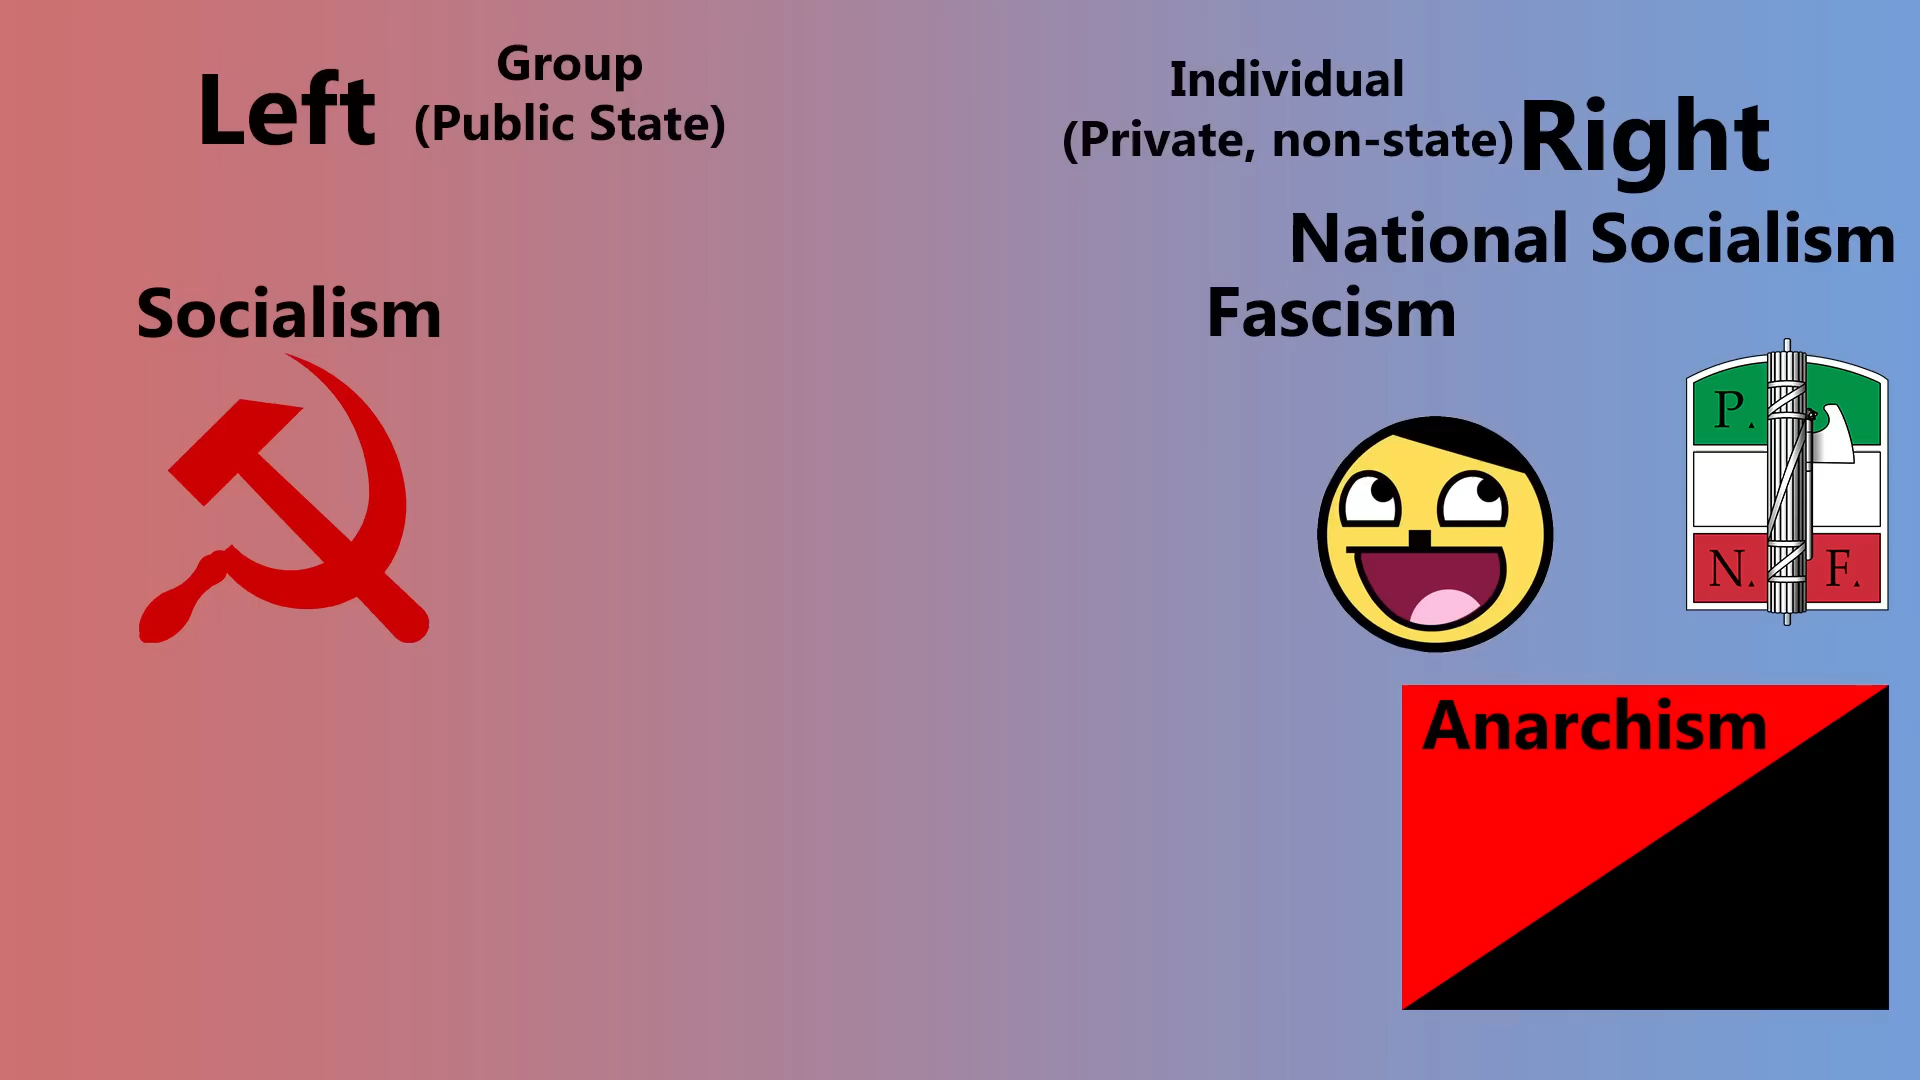 Left
Group
(Public State)
Individual
(Private, non-state)
Right
National Socialism
Socialism
Fascism
P.
N. F.
Anarchism